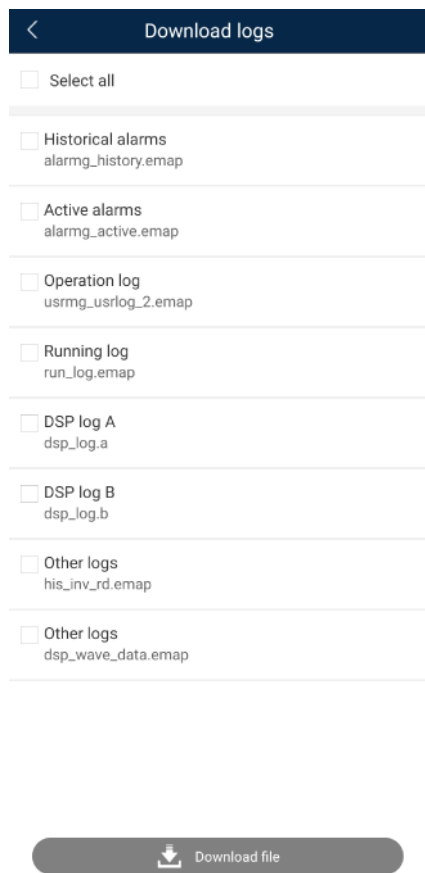 Download logs
Select all
Historical alarms
alarmg_history.emap
Active alarms
alarmg_active.emap
Operation log
usrmg_usrlog_2.emap
Running log
run_log.emap
DSP log A
dsp_log.a
DSP log B
dsp_log.b
Other logs
his_inv_rd.emap
Other logs
dsp_wave_data.emap
Download file